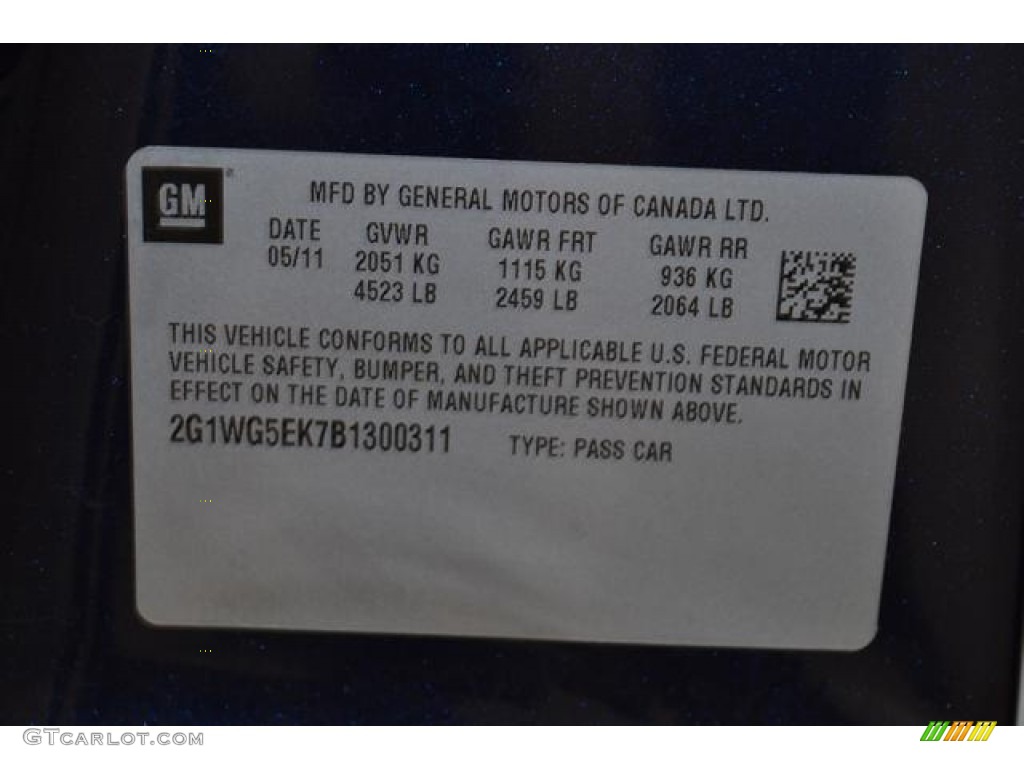 GM
MFD BY GENERAL MOTORS OF CANADA LTD.
DATE GVWR GAWR FRT GAWR RR
05/11 2051 KG 1115 KG 936 KG
4523 LB 2459 LB 2064 LB
THIS VEHICLE CONFORMS TO ALL APPLICABLE U.S. FEDERAL MOTOR
VEHICLE SAFETY, BUMPER, AND THEFT PREVENTION STANDARDS IN
EFFECT ON THE DATE OF MANUFACTURE SHOWN ABOVE.
2G1WG5EK7B1300311 TYPE: PASS CAR
GTcarlot.com